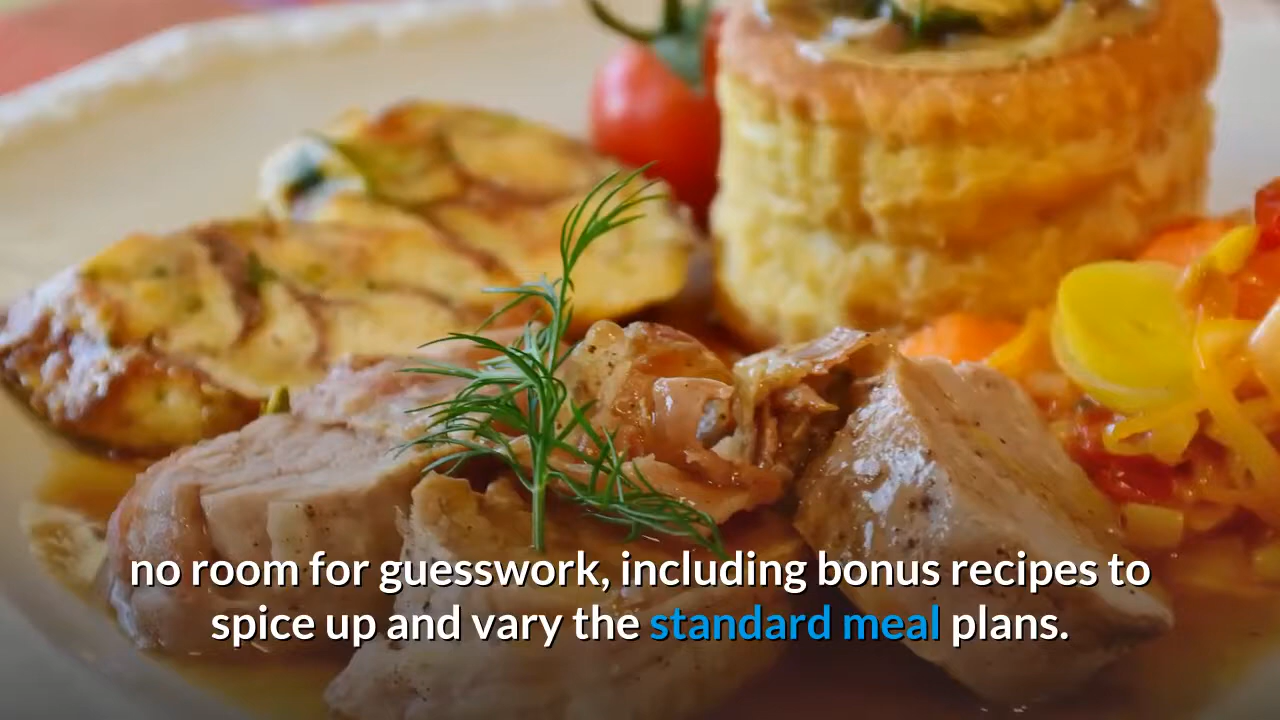 no room for guesswork, including bonus recipes to
spice up and vary the standard meal plans.